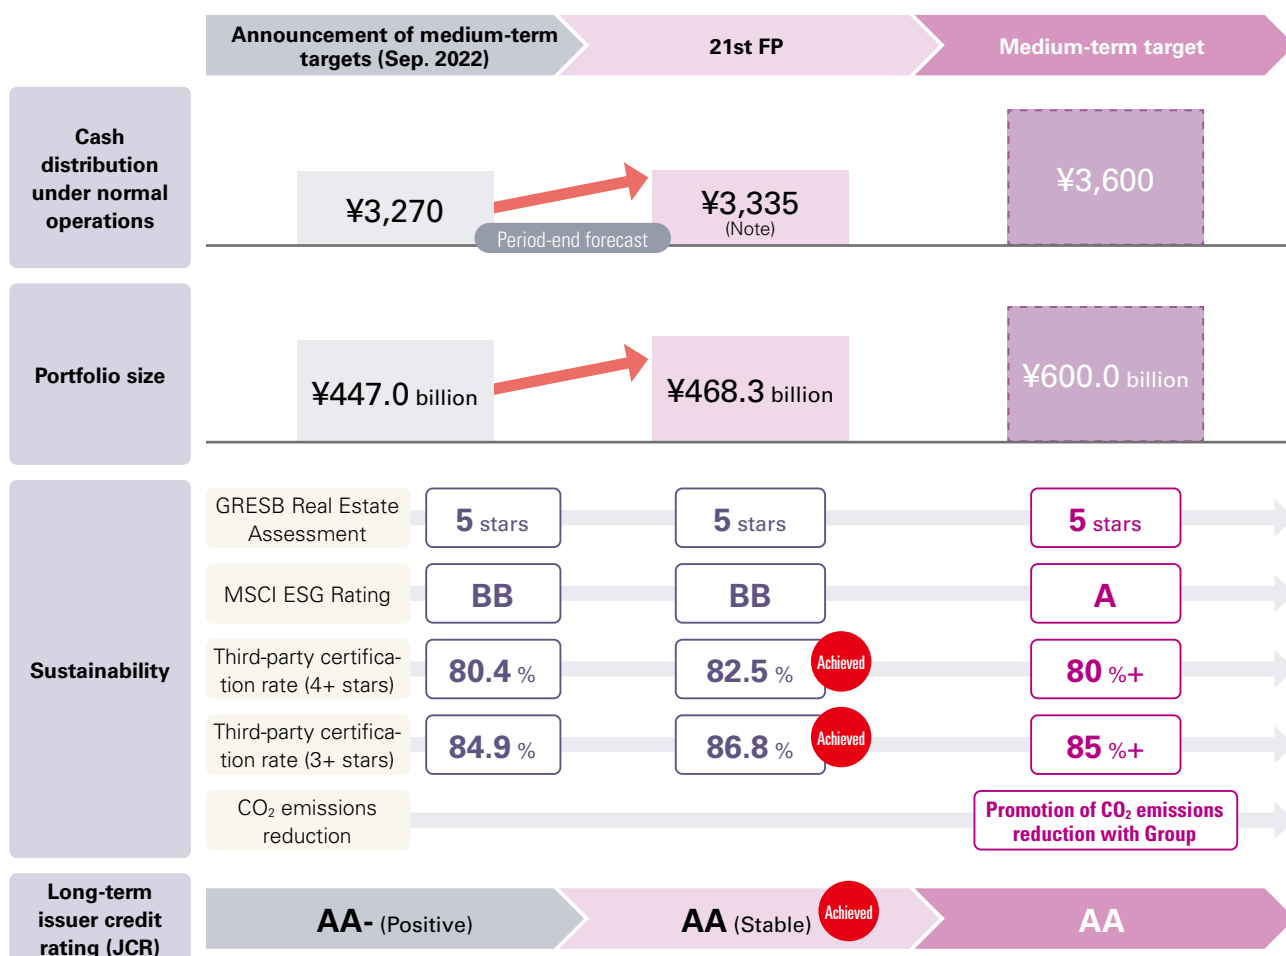 Announcement of medium-term
targets (Sep. 2022)
21st FP
Medium-term target
Cash
distribution
under normal
operations
¥3,270
Period-end forecast
¥3,335
(Note)
¥3,600
Portfolio size
¥447.0 billion
¥468.3 billion
¥600.0 billion
Sustainability
GRESB Real Estate
Assessment
5 stars
5 stars
5 stars
MSCI ESG Rating
BB
BB
A
Third-party certifica-
tion rate (4+ stars)
80.4 %
82.5 %
Achieved
80 %+
Third-party certifica-
tion rate (3+ stars)
84.9 %
86.8 %
Achieved
85 %+
CO₂ emissions
reduction
Promotion of CO₂ emissions
reduction with Group
Long-term
issuer credit
rating (JCR)
AA- (Positive)
AA (Stable)
Achieved
AA